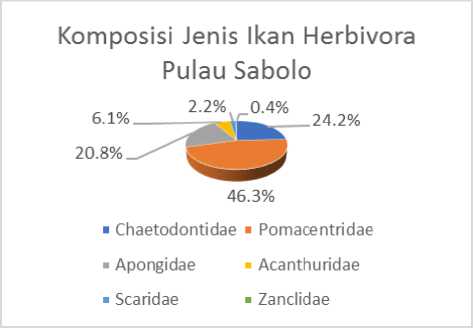 Komposisi Jenis Ikan Herbivora
Pulau Sabolo
2.2%
0.4%
6.1%
24.2%
20.8%
46.3%
Chaetodontidae
Pomacentridae
Apongidae
Acanthuridae
Scaridae
Zanclidae